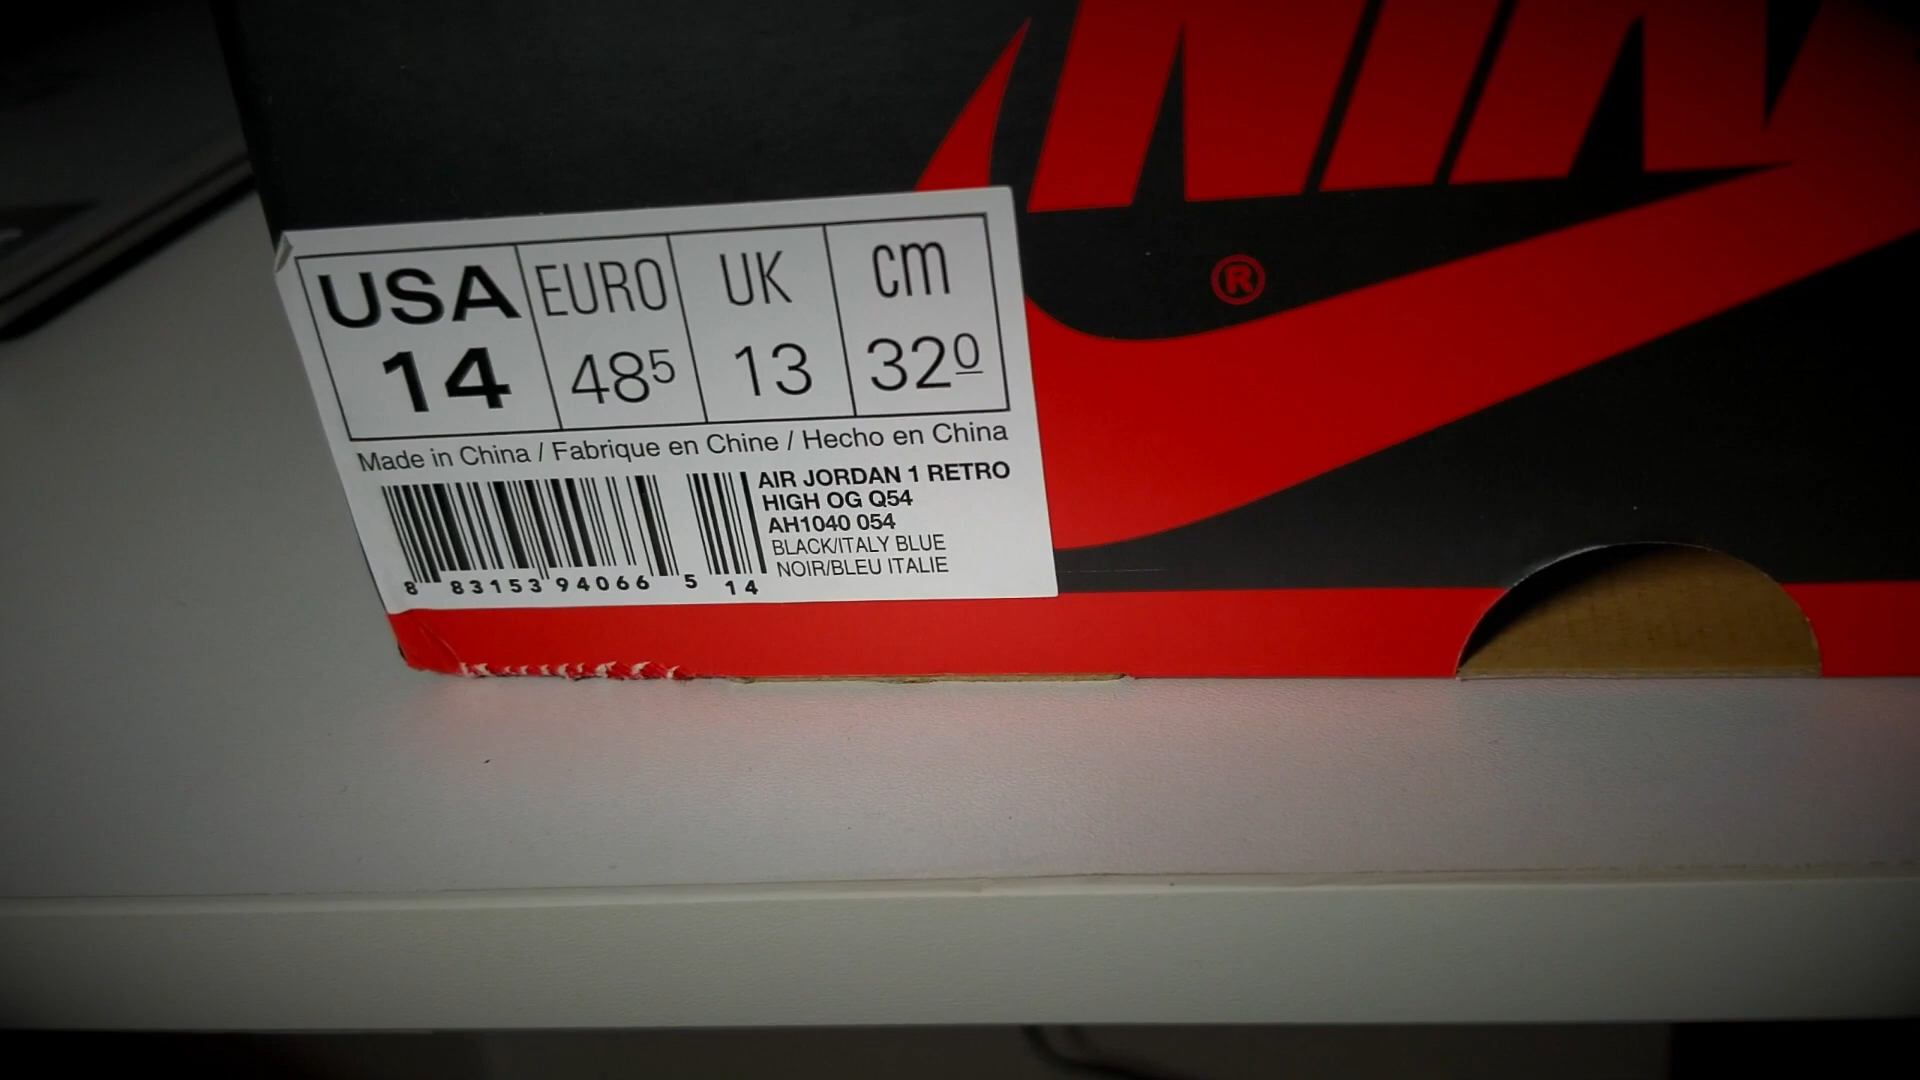 NIK
®
USA EURO UK cm
14 48⁵ 13 32⁰
Made in China / Fabrique en Chine / Hecho en China
AIR JORDAN 1 RETRO
HIGH OG Q54
AH1040 054
BLACK/ITALY BLUE
NOIR/BLEU ITALIE
8 83153 94066 5 14